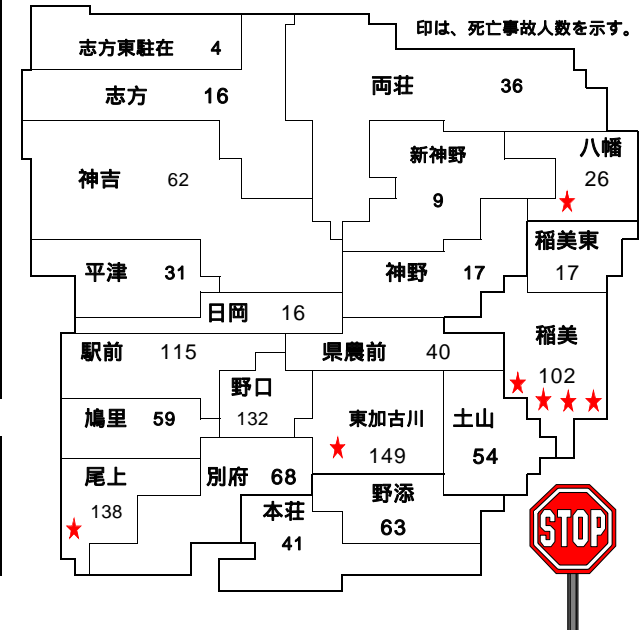 印は、死亡事故人数を示す。
志方東駐在 4
志方 16
両荘 36
新神野
9
八幡
26
神吉 62
稲美東
17
平津 31
神野 17
日岡 16
稲美
102
駅前 115
県農前 40
野口
132
鳩里 59
東加古川
149
土山
54
尾上
138
別府 68
野添
63
本荘
41
STOP